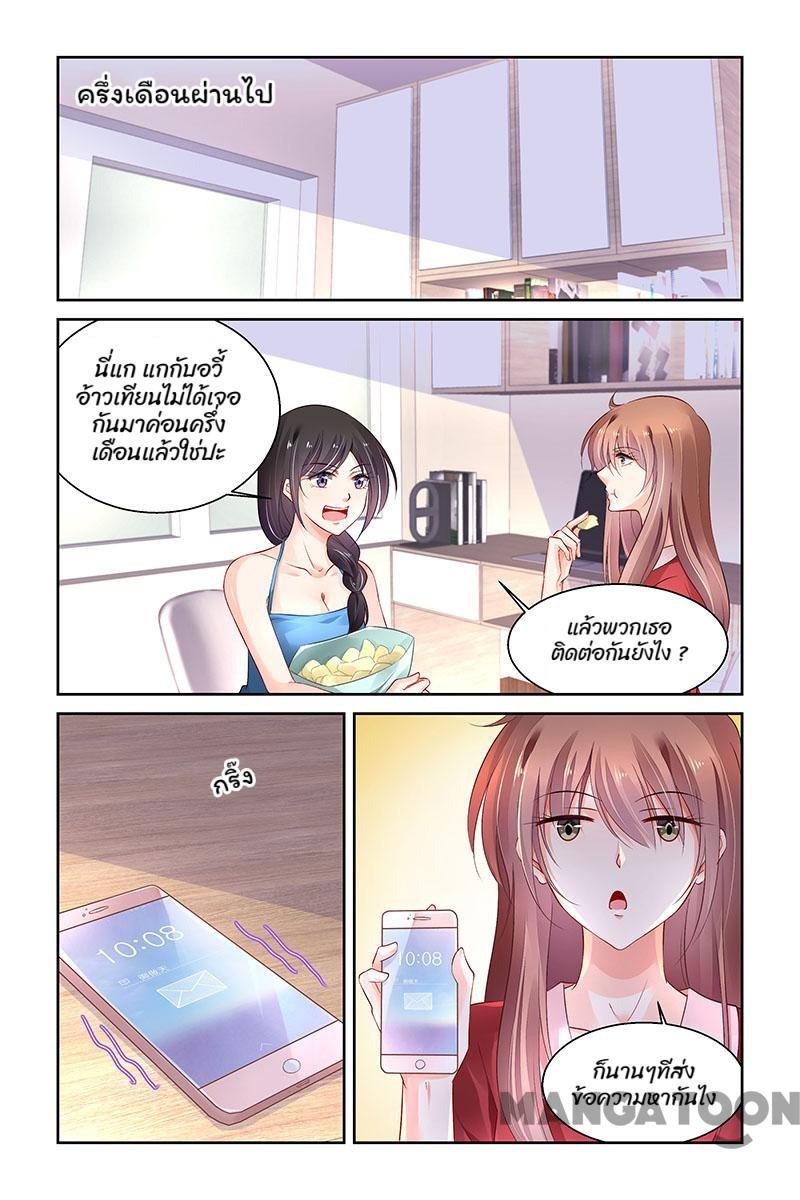 ครึ่งเดือนผ่านไป
นี่แก แกกับอวี้
อ้าวเทียนไม่ได้เจอ
กันมาค่อนครึ่ง
เดือนแล้วใช่ปะ
แล้วพวกเธอ
ติดต่อกันยังไง ?
กริ๊ง
10:08
10:08
ก็นานๆทีส่ง
ข้อความหากันไง
MANGATOON